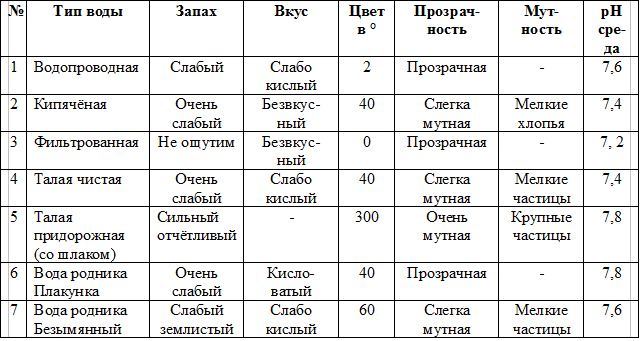 № Тип воды Запах Вкус Цвет в ° Прозрач-ность Мут-ность pH сре-да
1 Водопроводная Слабый Слабо кислый 2 Прозрачная - 7,6
2 Кипячёная Очень слабый Безвкус-ный 40 Слегка мутная Мелкие хлопья 7,4
3 Фильтрованная Не ощутим Безвкус-ный 0 Прозрачная - 7, 2
4 Талая чистая Очень слабый Слабо кислый 40 Слегка мутная Мелкие частицы 7,4
5 Талая придорожная (со шлаком) Сильный отчётливый - 300 Очень мутная Крупные частицы 7,8
6 Вода родника Плакунка Очень слабый Кисло-ватый 40 Прозрачная - 7,8
7 Вода родника Безымянный Слабый землистый Слабо кислый 60 Слегка мутная Мелкие частицы 7,6